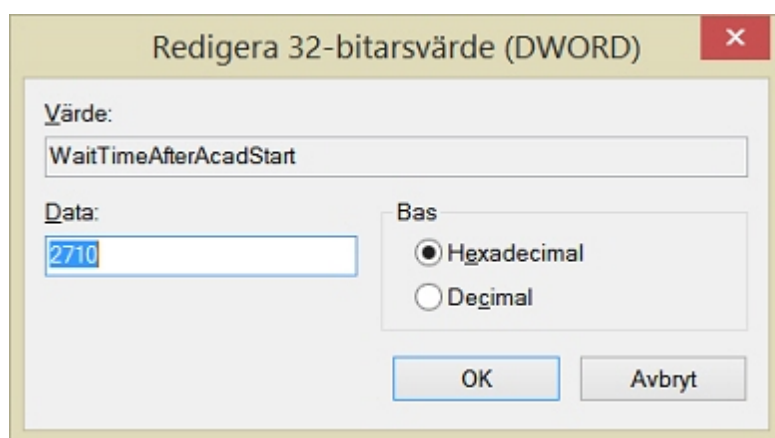 Redigera 32-bitarsvärde (DWORD)
Värde:
WaitTimeAfterAcadStart
Data:
2710
Bas
Hexadecimal
Decimal
OK
Avbryt